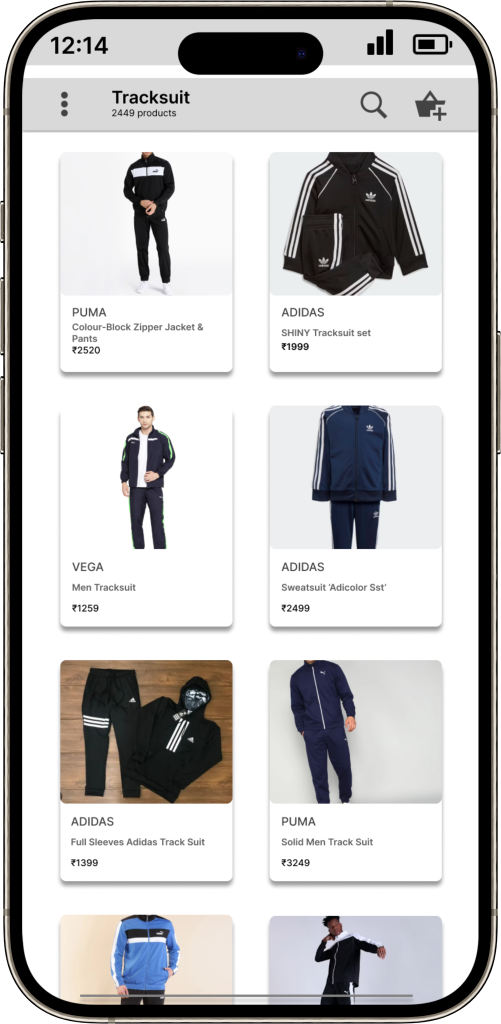 12:14
Tracksuit
2449 products
PUMA
Colour-Block Zipper Jacket &
Pants
₹2520
ADIDAS
SHINY Tracksuit set
₹1999
VEGA
Men Tracksuit
₹1259
ADIDAS
Sweatsuit ‘Adicolor Sst’
₹2499
ADIDAS
Full Sleeves Adidas Track Suit
₹1399
PUMA
Solid Men Track Suit
₹3249